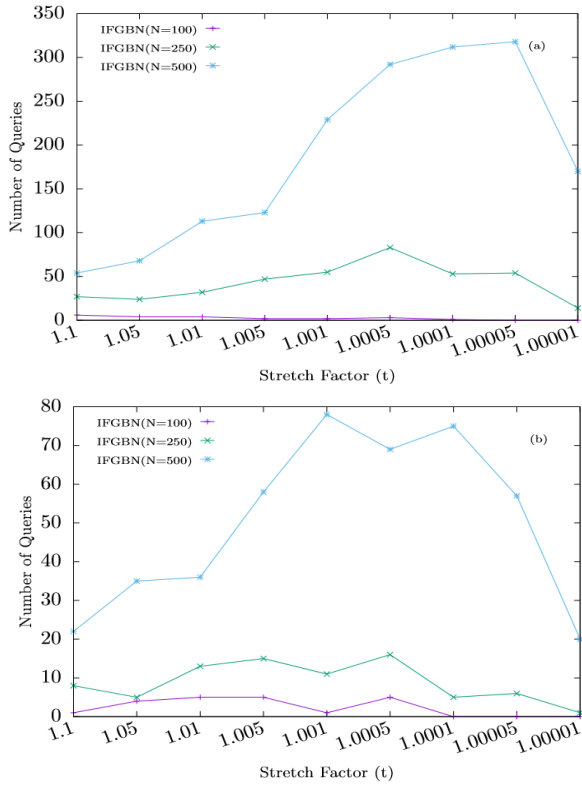 350
300
250
200
150
100
50
0
Number of Queries
IFGBN(N=100)
IFGBN(N=250)
IFGBN(N=500)
(a)
1.1 1.05 1.01 1.005 1.001 1.0005 1.0001 1.00005 1.00001
Stretch Factor (t)
80
70
60
50
40
30
20
10
0
Number of Queries
IFGBN(N=100)
IFGBN(N=250)
IFGBN(N=500)
(b)
1.1 1.05 1.01 1.005 1.001 1.0005 1.0001 1.00005 1.00001
Stretch Factor (t)